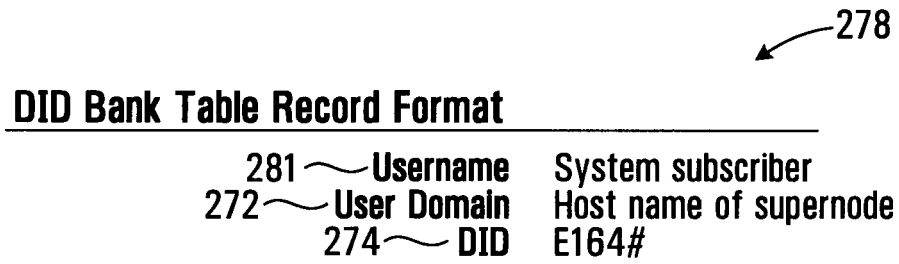 278
DID Bank Table Record Format
281 Username System subscriber
272 User Domain Host name of supernode
274 DID E164#